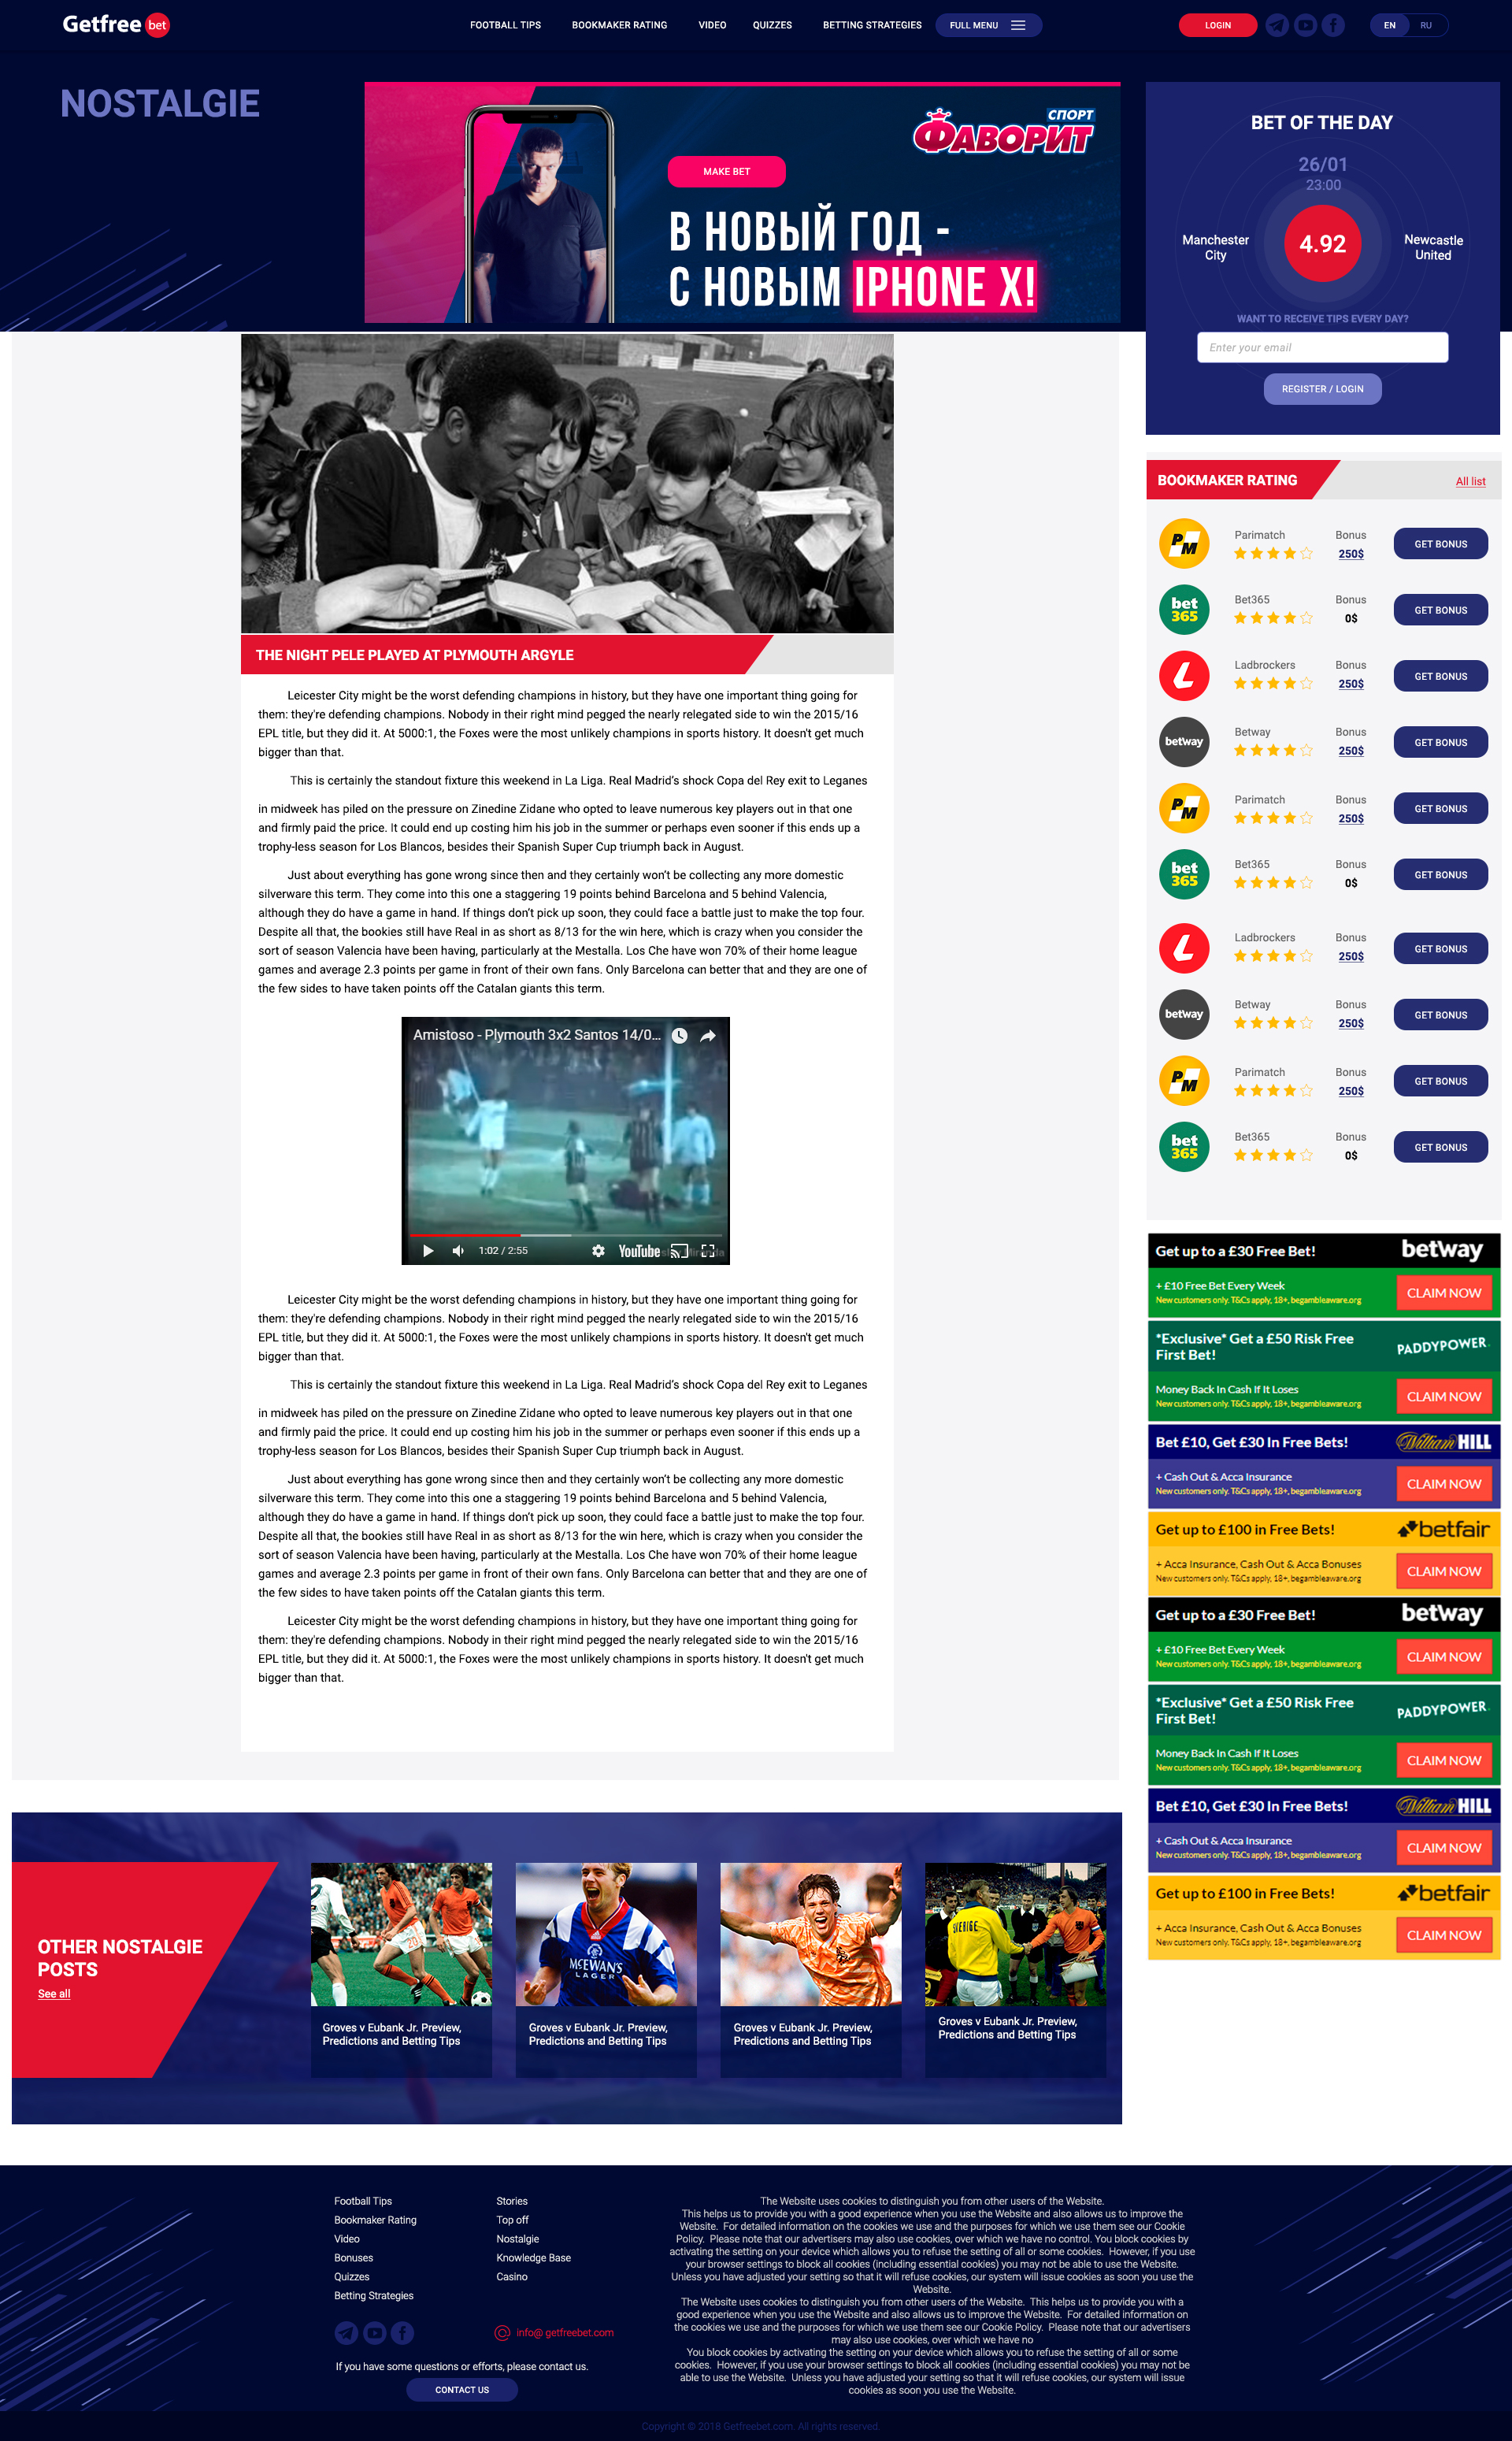 Getfree bet
FOOTBALL TIPS
BOOKMAKER RATING
VIDEO
QUIZZES
BETTING STRATEGIES
FULL MENU
LOGIN
EN
RU
NOSTALGIE
СПОРТ
ФАВОРИТ
MAKE BET
В НОВЫЙ ГОД -
С НОВЫМ IPHONE X!
BET OF THE DAY
26/01
23:00
Manchester
City
4.92
Newcastle
United
WANT TO RECEIVE TIPS EVERY DAY?
Enter your email
REGISTER / LOGIN
THE NIGHT PELE PLAYED AT PLYMOUTH ARGYLE
Leicester City might be the worst defending champions in history, but they have one important thing going for
them: they're defending champions. Nobody in their right mind pegged the nearly relegated side to win the 2015/16
EPL title, but they did it. At 5000:1, the Foxes were the most unlikely champions in sports history. It doesn't get much
bigger than that.
This is certainly the standout fixture this weekend in La Liga. Real Madrid's shock Copa del Rey exit to Leganes
in midweek has piled on the pressure on Zinedine Zidane who opted to leave numerous key players out in that one
and firmly paid the price. It could end up costing him his job in the summer or perhaps even sooner if this ends up a
trophy-less season for Los Blancos, besides their Spanish Super Cup triumph back in August.
Just about everything has gone wrong since then and they certainly won't be collecting any more domestic
silverware this term. They come into this one a staggering 19 points behind Barcelona and 5 behind Valencia,
although they do have a game in hand. If things don't pick up soon, they could face a battle just to make the top four.
Despite all that, the bookies still have Real in as short as 8/13 for the win here, which is crazy when you consider the
sort of season Valencia have been having, particularly at the Mestalla. Los Che have won 70% of their home league
games and average 2.3 points per game in front of their own fans. Only Barcelona can better that and they are one of
the few sides to have taken points off the Catalan giants this term.
Amistoso - Plymouth 3x2 Santos 14/0...
1:02 / 2:55
YouTube
Leicester City might be the worst defending champions in history, but they have one important thing going for
them: they're defending champions. Nobody in their right mind pegged the nearly relegated side to win the 2015/16
EPL title, but they did it. At 5000:1, the Foxes were the most unlikely champions in sports history. It doesn't get much
bigger than that.
This is certainly the standout fixture this weekend in La Liga. Real Madrid's shock Copa del Rey exit to Leganes
in midweek has piled on the pressure on Zinedine Zidane who opted to leave numerous key players out in that one
and firmly paid the price. It could end up costing him his job in the summer or perhaps even sooner if this ends up a
trophy-less season for Los Blancos, besides their Spanish Super Cup triumph back in August.
Just about everything has gone wrong since then and they certainly won't be collecting any more domestic
silverware this term. They come into this one a staggering 19 points behind Barcelona and 5 behind Valencia,
although they do have a game in hand. If things don't pick up soon, they could face a battle just to make the top four.
Despite all that, the bookies still have Real in as short as 8/13 for the win here, which is crazy when you consider the
sort of season Valencia have been having, particularly at the Mestalla. Los Che have won 70% of their home league
games and average 2.3 points per game in front of their own fans. Only Barcelona can better that and they are one of
the few sides to have taken points off the Catalan giants this term.
Leicester City might be the worst defending champions in history, but they have one important thing going for
them: they're defending champions. Nobody in their right mind pegged the nearly relegated side to win the 2015/16
EPL title, but they did it. At 5000:1, the Foxes were the most unlikely champions in sports history. It doesn't get much
bigger than that.
BOOKMAKER RATING
All list
PM Parimatch Bonus 250$ GET BONUS
bet 365 Bet365 Bonus 0$ GET BONUS
L Ladbrockers Bonus 250$ GET BONUS
betway Betway Bonus 250$ GET BONUS
PM Parimatch Bonus 250$ GET BONUS
bet 365 Bet365 Bonus 0$ GET BONUS
L Ladbrockers Bonus 250$ GET BONUS
betway Betway Bonus 250$ GET BONUS
PM Parimatch Bonus 250$ GET BONUS
bet 365 Bet365 Bonus 0$ GET BONUS
Get up to a £30 Free Bet! betway
+ £10 Free Bet Every Week
New customers only. T&Cs apply, 18+, begambleaware.org
CLAIM NOW
*Exclusive* Get a £50 Risk Free
First Bet!
PADDYPOWER.
Money Back In Cash If It Loses
New customers only. T&Cs apply, 18+, begambleaware.org
CLAIM NOW
Bet £10, Get £30 In Free Bets! William HILL
+ Cash Out & Acca Insurance
New customers only. T&Cs apply, 18+, begambleaware.org
CLAIM NOW
Get up to £100 in Free Bets! betfair
+ Acca Insurance, Cash Out & Acca Bonuses
New customers only. T&Cs apply, 18+, begambleaware.org
CLAIM NOW
Get up to a £30 Free Bet! betway
+ £10 Free Bet Every Week
New customers only. T&Cs apply, 18+, begambleaware.org
CLAIM NOW
*Exclusive* Get a £50 Risk Free
First Bet!
PADDYPOWER.
Money Back In Cash If It Loses
New customers only. T&Cs apply, 18+, begambleaware.org
CLAIM NOW
Bet £10, Get £30 In Free Bets! William HILL
+ Cash Out & Acca Insurance
New customers only. T&Cs apply, 18+, begambleaware.org
CLAIM NOW
Get up to £100 in Free Bets! betfair
+ Acca Insurance, Cash Out & Acca Bonuses
New customers only. T&Cs apply, 18+, begambleaware.org
CLAIM NOW
OTHER NOSTALGIE
POSTS
See all
20
McEWAN'S
LAGER
SVERIGE
Groves v Eubank Jr. Preview,
Predictions and Betting Tips
Groves v Eubank Jr. Preview,
Predictions and Betting Tips
Groves v Eubank Jr. Preview,
Predictions and Betting Tips
Groves v Eubank Jr. Preview,
Predictions and Betting Tips
Football Tips
Bookmaker Rating
Video
Bonuses
Quizzes
Betting Strategies
Stories
Top off
Nostalgie
Knowledge Base
Casino
info@ getfreebet.com
If you have some questions or efforts, please contact us.
CONTACT US
The Website uses cookies to distinguish you from other users of the Website.
This helps us to provide you with a good experience when you use the Website and also allows us to improve the
Website. For detailed information on the cookies we use and the purposes for which we use them see our Cookie
Policy. Please note that our advertisers may also use cookies, over which we have no control. You block cookies by
activating the setting on your device which allows you to refuse the setting of all or some cookies. However, if you use
your browser settings to block all cookies (including essential cookies) you may not be able to use the Website.
Unless you have adjusted your setting so that it will refuse cookies, our system will issue cookies as soon you use the
Website.
The Website uses cookies to distinguish you from other users of the Website. This helps us to provide you with a
good experience when you use the Website and also allows us to improve the Website. For detailed information on
the cookies we use and the purposes for which we use them see our Cookie Policy. Please note that our advertisers
may also use cookies, over which we have no
You block cookies by activating the setting on your device which allows you to refuse the setting of all or some
cookies. However, if you use your browser settings to block all cookies (including essential cookies) you may not be
able to use the Website. Unless you have adjusted your setting so that it will refuse cookies, our system will issue
cookies as soon you use the Website.
Copyright © 2018 Getfreebet.com. All rights reserved.